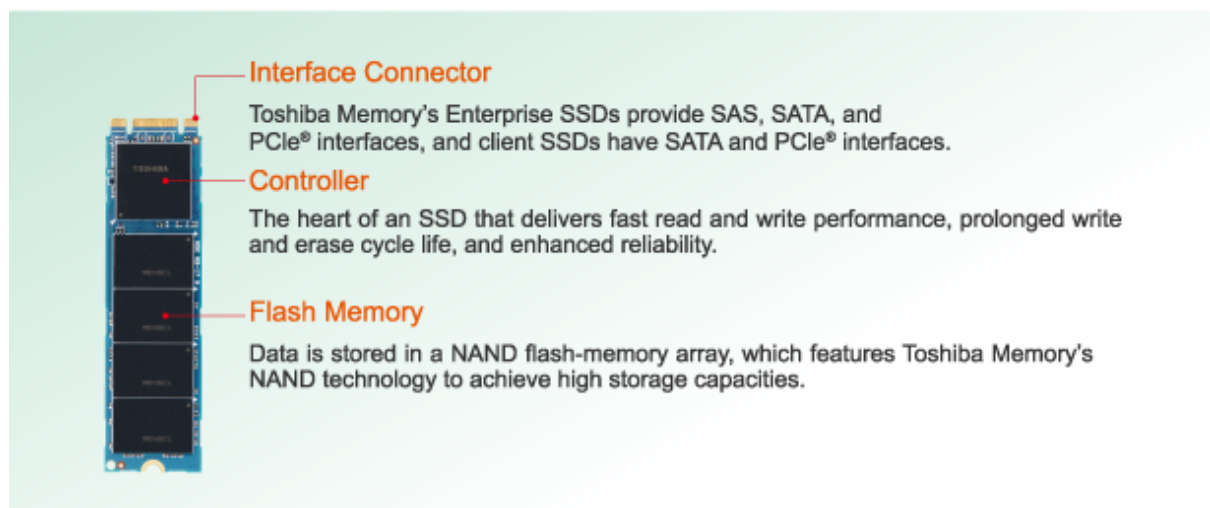 Interface Connector
Toshiba Memory's Enterprise SSDs provide SAS, SATA, and
PCIe® interfaces, and client SSDs have SATA and PCIe® interfaces.
TOSHIBA
Controller
The heart of an SSD that delivers fast read and write performance, prolonged write
and erase cycle life, and enhanced reliability.
Flash Memory
Data is stored in a NAND flash-memory array, which features Toshiba Memory's
NAND technology to achieve high storage capacities.